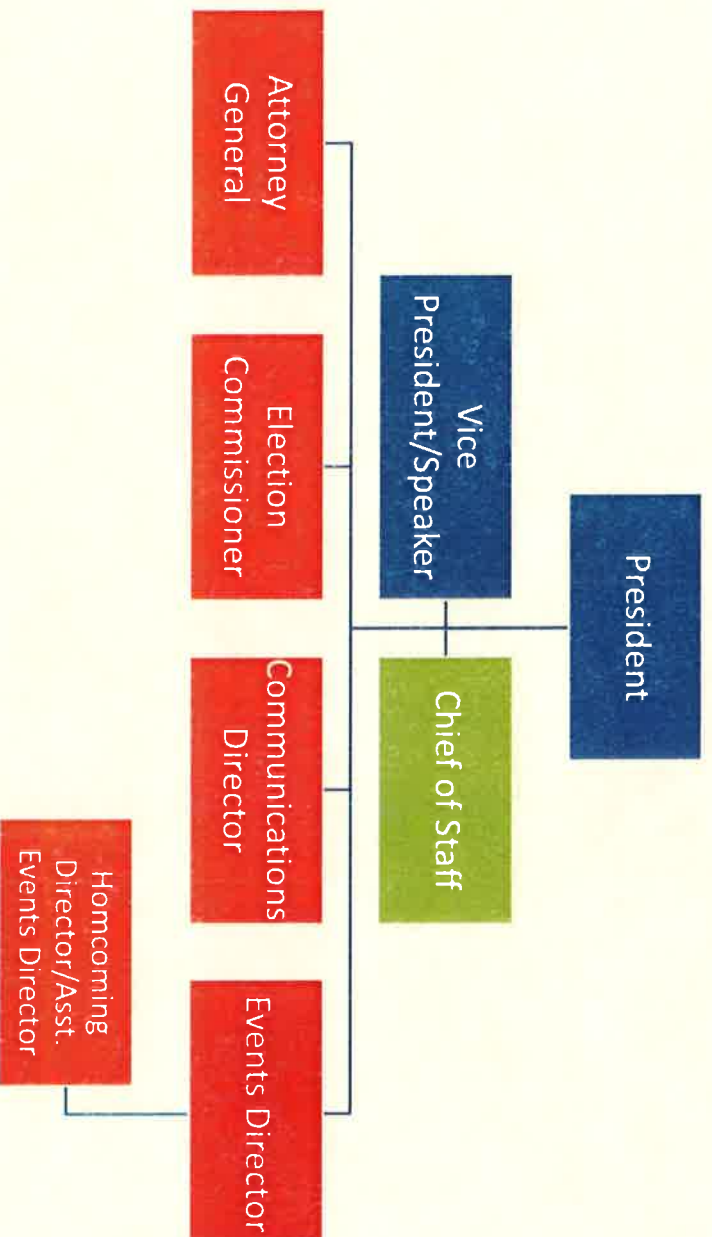 President
Vice
President/Speaker
Chief of Staff
Attorney
General
Election
Commissioner
Communications
Director
Events Director
Homcoming
Director/Asst.
Events Director